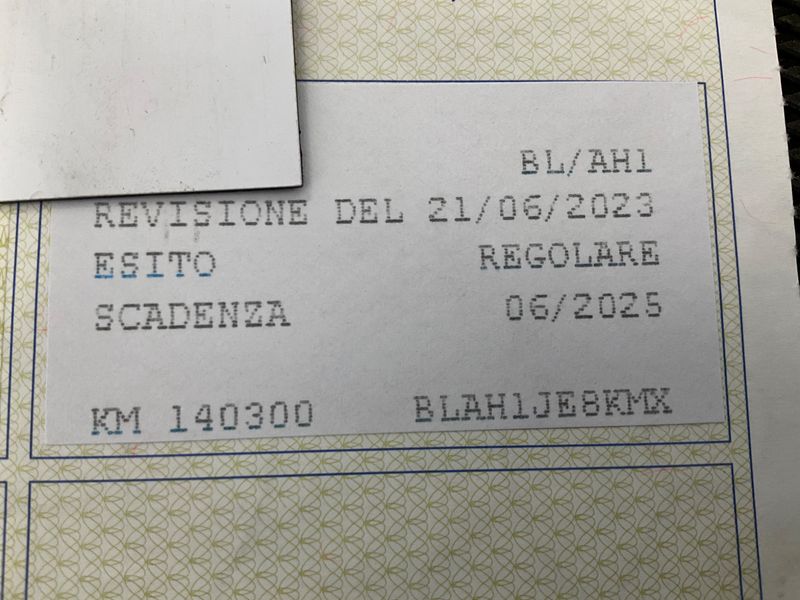 BL/AH1
REVISIONE DEL 21/06/2023
ESITO REGOLARE
SCADENZA 06/2025
KM 140300 BLAH1JE8KMX